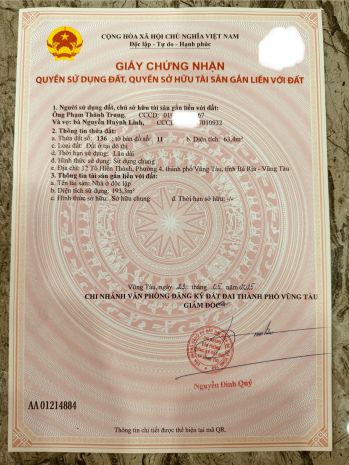 CỘNG HÒA XÃ HỘI CHỦ NGHĨA VIỆT NAM
Độc lập - Tự do - Hạnh phúc
GIẤY CHỨNG NHẬN
QUYỀN SỬ DỤNG ĐẤT, QUYỀN SỞ HỮU TÀI SẢN GẮN LIỀN VỚI ĐẤT
1. Người sử dụng đất, chủ sở hữu tài sản gắn liền với đất:
Ông Phạm Thành Trung, CCCD: 67
Và vợ: bà Nguyễn Huỳnh Linh, CCCD:
2. Thông tin thửa đất:
a. Thửa đất số: 136 ; tờ bản đồ số: 11 b. Diện tích: 63,4m²
c. Loại đất: Đất ở tại đô thị
d. Thời hạn sử dụng: Lâu dài
đ. Hình thức sử dụng: Sử dụng chung
e. Địa chỉ: 37 Tô Hiến Thành, Phường 4, thành phố Vũng Tàu, tỉnh Bà Rịa - Vũng Tàu
3. Thông tin tài sản gắn liền với đất:
a. Tên tài sản: Nhà ở độc lập
b. Diện tích sử dụng: 193,3m²
c. Hình thức sở hữu: Sở hữu chung d. Thời hạn sở hữu: -/-
Vũng Tàu, ngày 23 tháng 05 năm 2025
CHI NHÁNH VĂN PHÒNG ĐĂNG KÝ ĐẤT ĐAI THÀNH PHỐ VŨNG TÀU
GIÁM ĐỐC
Nguyễn Đình Quý
AA 01214884
Thông tin chi tiết được thể hiện tại mã QR.